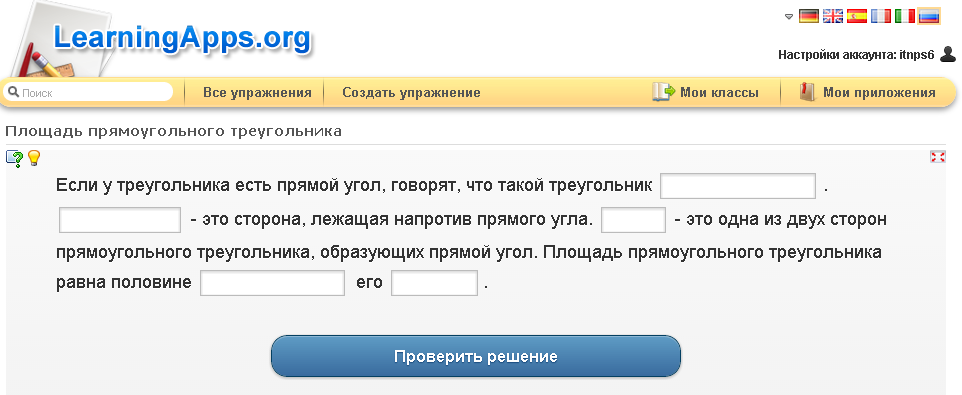 LearningApps.org
Настройки аккаунта: itnps6
Поиск
Все упражнения
Создать упражнение
Мои классы
Мои приложения
Площадь прямоугольного треугольника
Если у треугольника есть прямой угол, говорят, что такой треугольник .
- это сторона, лежащая напротив прямого угла. - это одна из двух сторон
прямоугольного треугольника, образующих прямой угол. Площадь прямоугольного треугольника
равна половине его .
Проверить решение